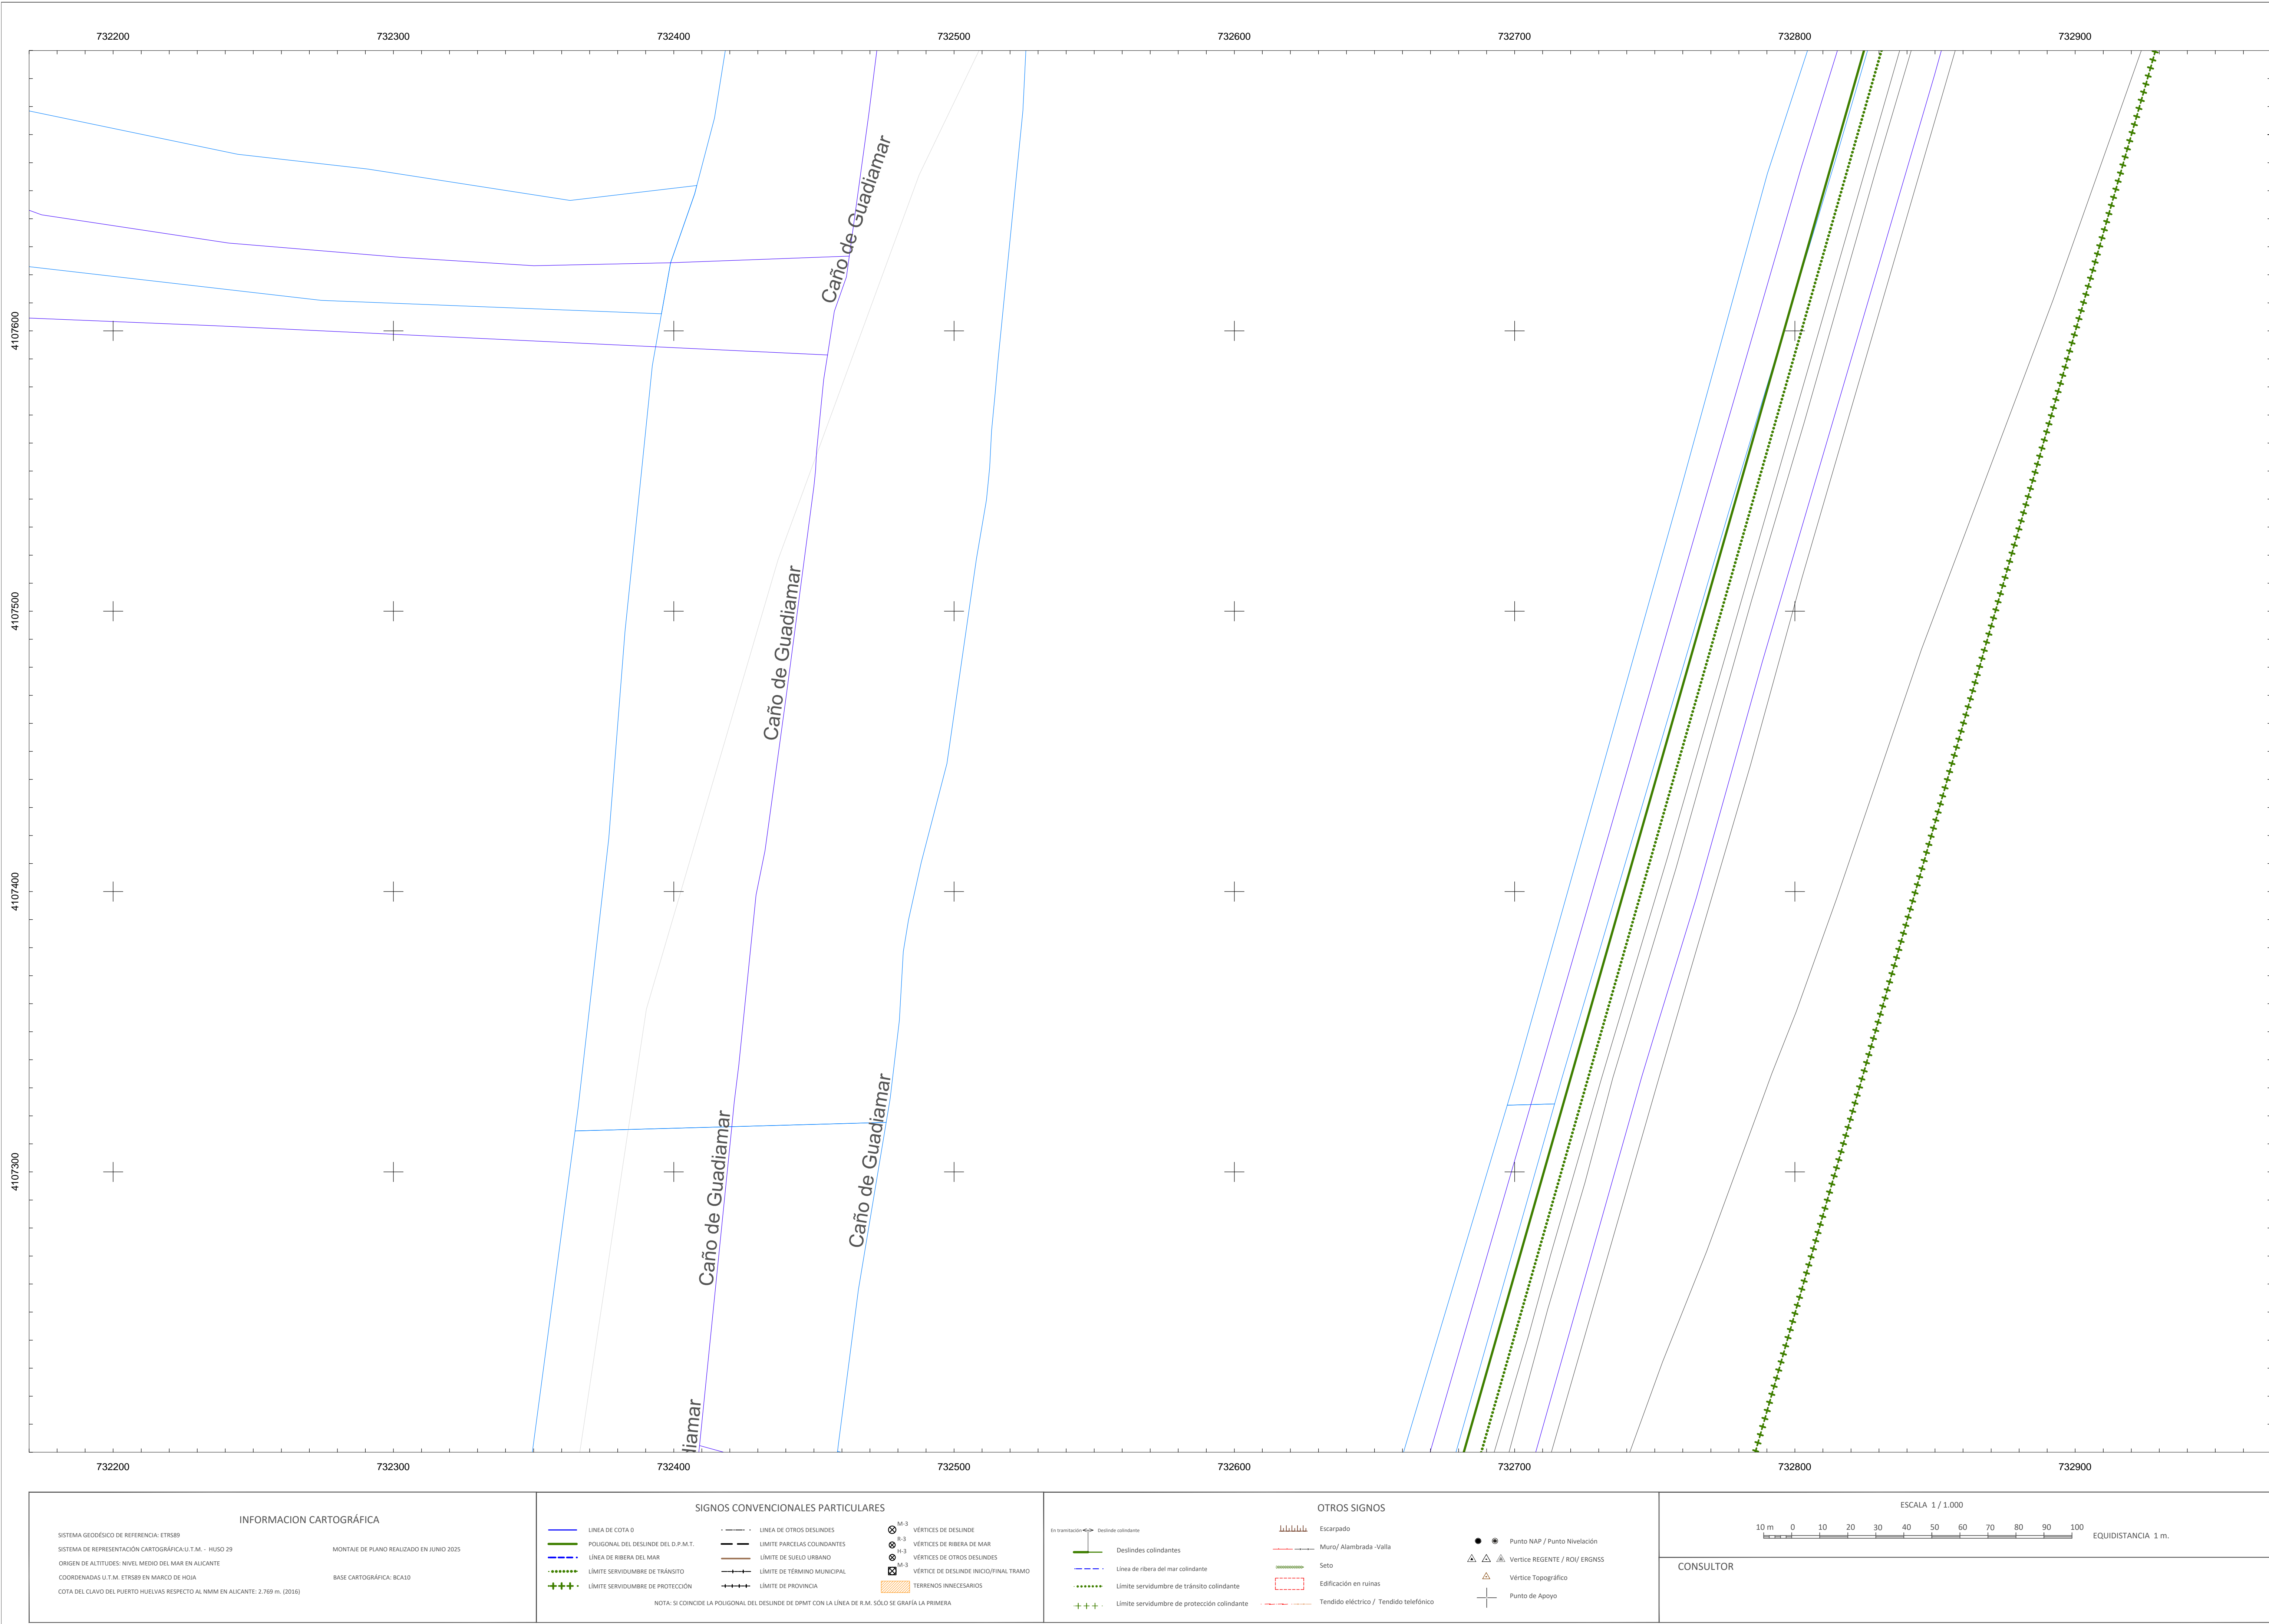 732200 732300 732400 732500 732600 732700 732800 732900
Caño de Guadiamar
4107600
Caño de Guadiamar
4107500
4107400
Caño de Guadiamar
Caño de Guadiamar
4107300
diamar
732200 732300 732400 732500 732600 732700 732800 732900
INFORMACION CARTOGRÁFICA
SISTEMA GEODÉSICO DE REFERENCIA: ETRS89
SISTEMA DE REPRESENTACIÓN CARTOGRÁFICA:U.T.M. - HUSO 29
MONTAJE DE PLANO REALIZADO EN JUNIO 2025
ORIGEN DE ALTITUDES: NIVEL MEDIO DEL MAR EN ALICANTE
COORDENADAS U.T.M. ETRS89 EN MARCO DE HOJA
BASE CARTOGRÁFICA: BCA10
COTA DEL CLAVO DEL PUERTO HUELVAS RESPECTO AL NMM EN ALICANTE: 2.769 m. (2016)
SIGNOS CONVENCIONALES PARTICULARES
LINEA DE COTA 0
POLIGONAL DEL DESLINDE DEL D.P.M.T.
LÍNEA DE RIBERA DEL MAR
LÍMITE SERVIDUMBRE DE TRÁNSITO
LÍMITE SERVIDUMBRE DE PROTECCIÓN
LINEA DE OTROS DESLINDES
LIMITE PARCELAS COLINDANTES
LÍMITE DE SUELO URBANO
LÍMITE DE TÉRMINO MUNICIPAL
LÍMITE DE PROVINCIA
M-3
VÉRTICES DE DESLINDE
R-3
VÉRTICES DE RIBERA DE MAR
H-3
VÉRTICES DE OTROS DESLINDES
M-3
VÉRTICE DE DESLINDE INICIO/FINAL TRAMO
TERRENOS INNECESARIOS
NOTA: SI COINCIDE LA POLIGONAL DEL DESLINDE DE DPMT CON LA LÍNEA DE R.M. SÓLO SE GRAFÍA LA PRIMERA
OTROS SIGNOS
En tramitación Deslinde colindante
Deslindes colindantes
Línea de ribera del mar colindante
Límite servidumbre de tránsito colindante
Límite servidumbre de protección colindante
Escarpado
Muro/ Alambrada -Valla
Seto
Edificación en ruinas
Tendido eléctrico / Tendido telefónico
Punto NAP / Punto Nivelación
Vertice REGENTE / ROI/ ERGNSS
Vértice Topográfico
Punto de Apoyo
ESCALA 1 / 1.000
10 m 0 10 20 30 40 50 60 70 80 90 100
EQUIDISTANCIA 1 m.
CONSULTOR